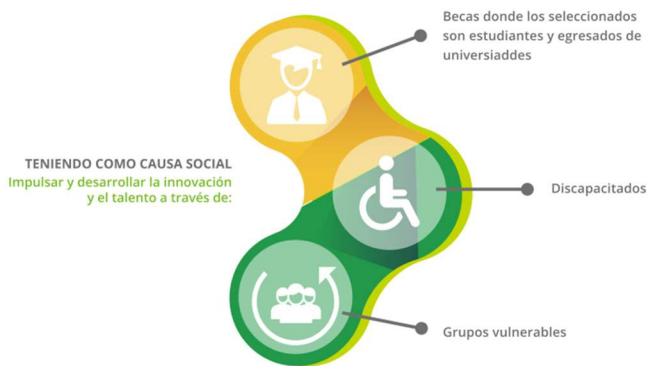 Becas donde los seleccionados
son estudiantes y egresados de
universiaddes
TENIENDO COMO CAUSA SOCIAL
Impulsar y desarrollar la innovación
y el talento a través de:
Discapacitados
Grupos vulnerables